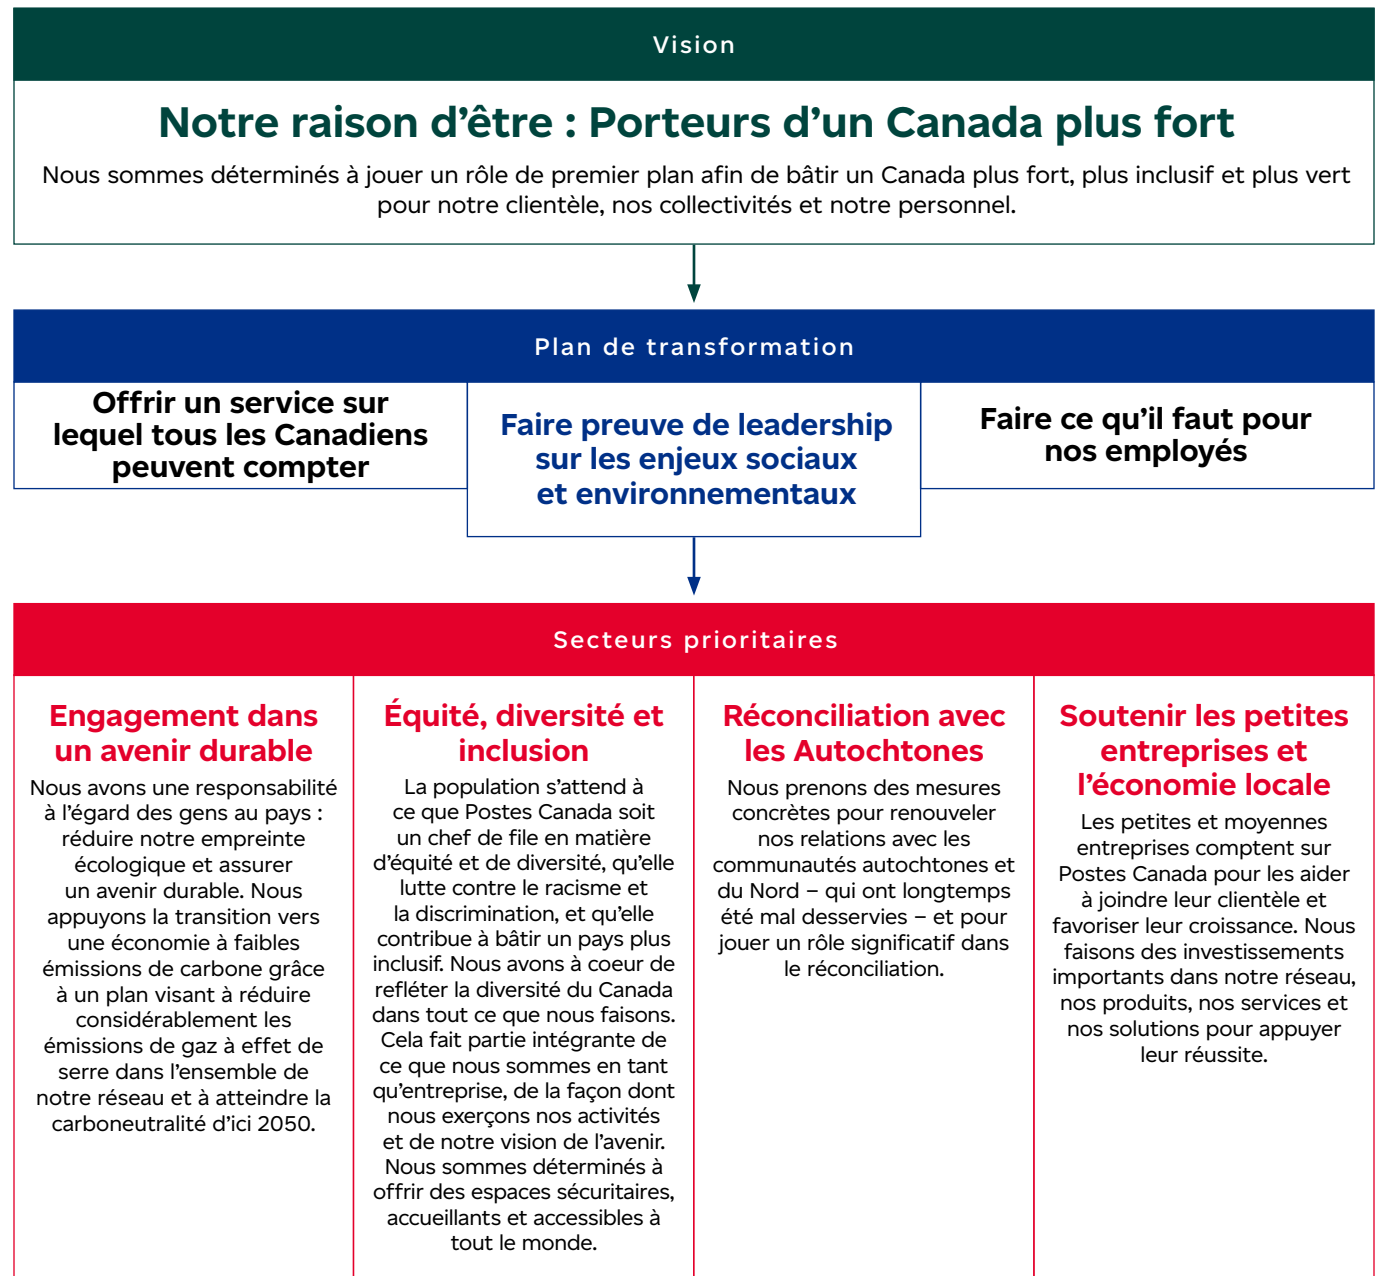 Vision
Notre raison d’être : Porteurs d’un Canada plus fort
Nous sommes déterminés à jouer un rôle de premier plan afin de bâtir un Canada plus fort, plus inclusif et plus vert
pour notre clientèle, nos collectivités et notre personnel.
Plan de transformation
Offrir un service sur
lequel tous les Canadiens
peuvent compter
Faire preuve de leadership
sur les enjeux sociaux
et environnementaux
Faire ce qu’il faut pour
nos employés
Secteurs prioritaires
Engagement dans
un avenir durable
Nous avons une responsabilité
à l’égard des gens au pays :
réduire notre empreinte
écologique et assurer
un avenir durable. Nous
appuyons la transition vers
une économie à faibles
émissions de carbone grâce
à un plan visant à réduire
considérablement les
émissions de gaz à effet de
serre dans l’ensemble de
notre réseau et à atteindre la
carboneutralité d’ici 2050.
Équité, diversité et
inclusion
La population s’attend à
ce que Postes Canada soit
un chef de file en matière
d’équité et de diversité, qu’elle
lutte contre le racisme et
la discrimination, et qu’elle
contribue à bâtir un pays plus
inclusif. Nous avons à coeur de
refléter la diversité du Canada
dans tout ce que nous faisons.
Cela fait partie intégrante de
ce que nous sommes en tant
qu’entreprise, de la façon dont
nous exerçons nos activités
et de notre vision de l’avenir.
Nous sommes déterminés à
offrir des espaces sécuritaires,
accueillants et accessibles à
tout le monde.
Réconciliation avec
les Autochtones
Nous prenons des mesures
concrètes pour renouveler
nos relations avec les
communautés autochtones et
du Nord – qui ont longtemps
été mal desservies – et pour
jouer un rôle significatif dans
le réconciliation.
Soutenir les petites
entreprises et
l’économie locale
Les petites et moyennes
entreprises comptent sur
Postes Canada pour les aider
à joindre leur clientèle et
favoriser leur croissance. Nous
faisons des investissements
importants dans notre réseau,
nos produits, nos services et
nos solutions pour appuyer
leur réussite.